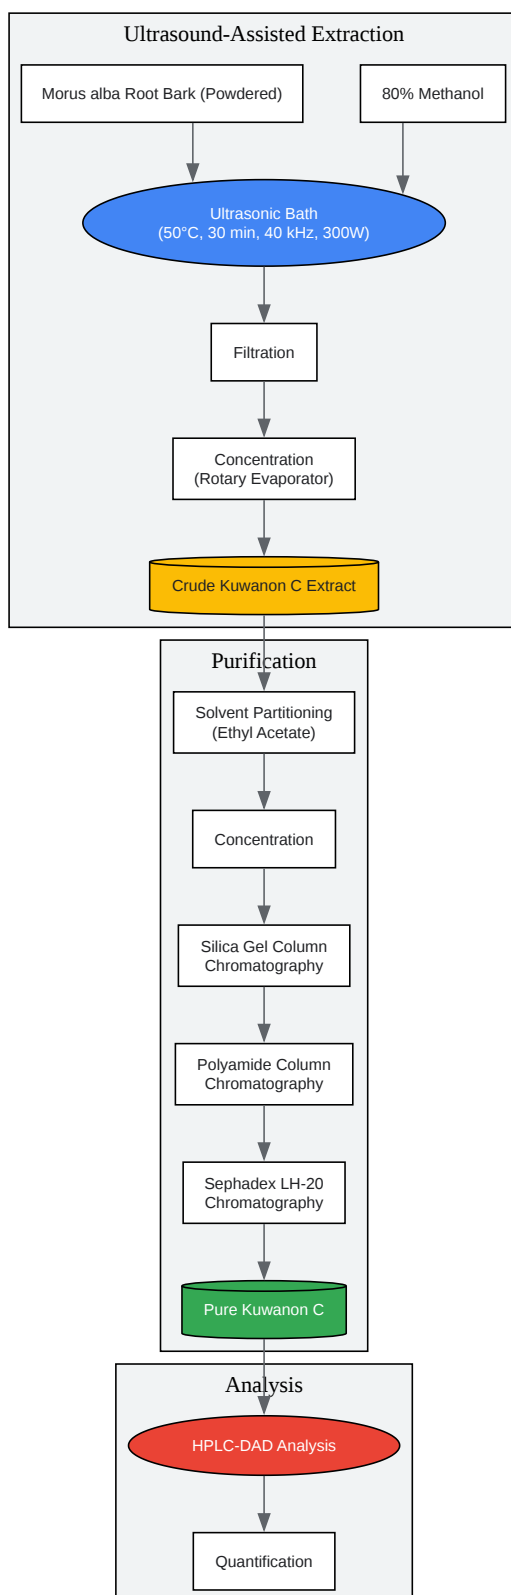 Ultrasound-Assisted Extraction
Morus alba Root Bark (Powdered)
80% Methanol
Ultrasonic Bath
(50°C, 30 min, 40 kHz, 300W)
Filtration
Concentration
(Rotary Evaporator)
Crude Kuwanon C Extract
Purification
Solvent Partitioning
(Ethyl Acetate)
Concentration
Silica Gel Column
Chromatography
Polyamide Column
Chromatography
Sephadex LH-20
Chromatography
Pure Kuwanon C
Analysis
HPLC-DAD Analysis
Quantification